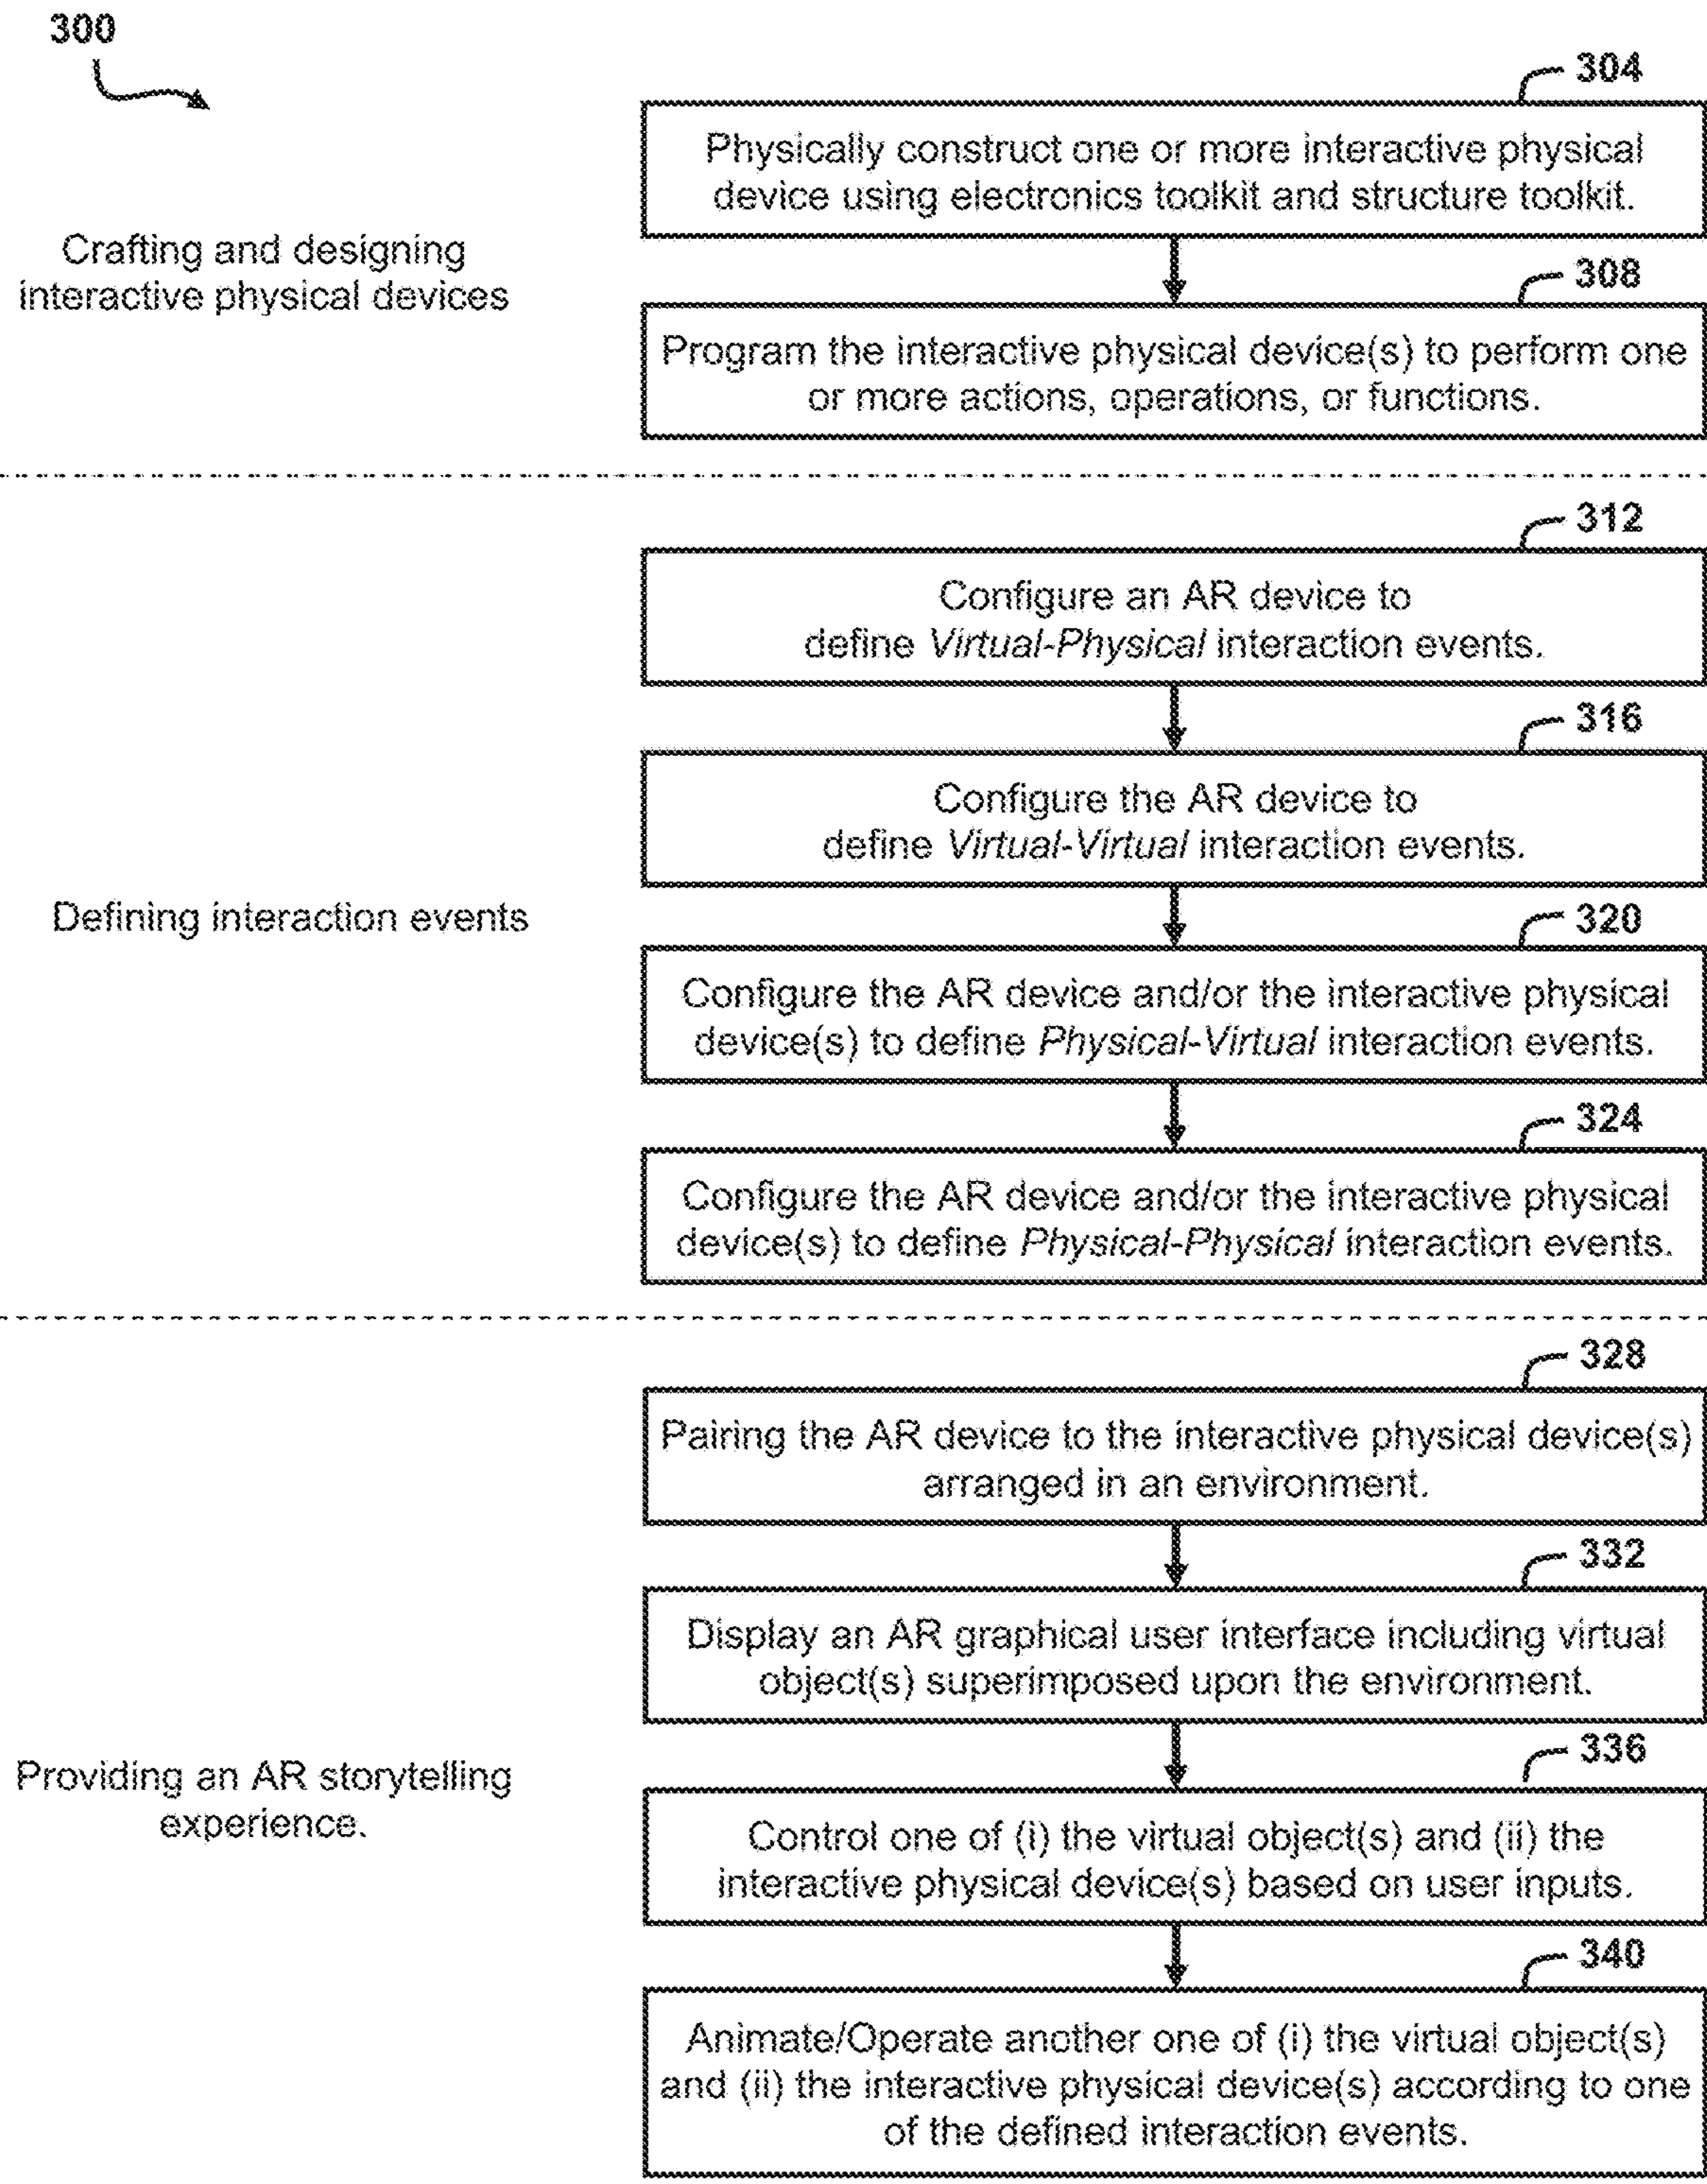 300
304
Physically construct one or more interactive physical
device using electronics toolkit and structure toolkit.
Crafting and designing
interactive physical devices
308
Program the interactive physical device(s) to perform one
or more actions, operations, or functions.
312
Configure an AR device to
define Virtual-Physical interaction events.
316
Configure the AR device to
define Virtual-Virtual interaction events.
Defining interaction events
320
Configure the AR device and/or the interactive physical
device(s) to define Physical-Virtual interaction events.
324
Configure the AR device and/or the interactive physical
device(s) to define Physical-Physical interaction events.
328
Pairing the AR device to the interactive physical device(s)
arranged in an environment.
332
Display an AR graphical user interface including virtual
object(s) superimposed upon the environment.
Providing an AR storytelling
experience.
336
Control one of (i) the virtual object(s) and (ii) the
interactive physical device(s) based on user inputs.
340
Animate/Operate another one of (i) the virtual object(s)
and (ii) the interactive physical device(s) according to one
of the defined interaction events.